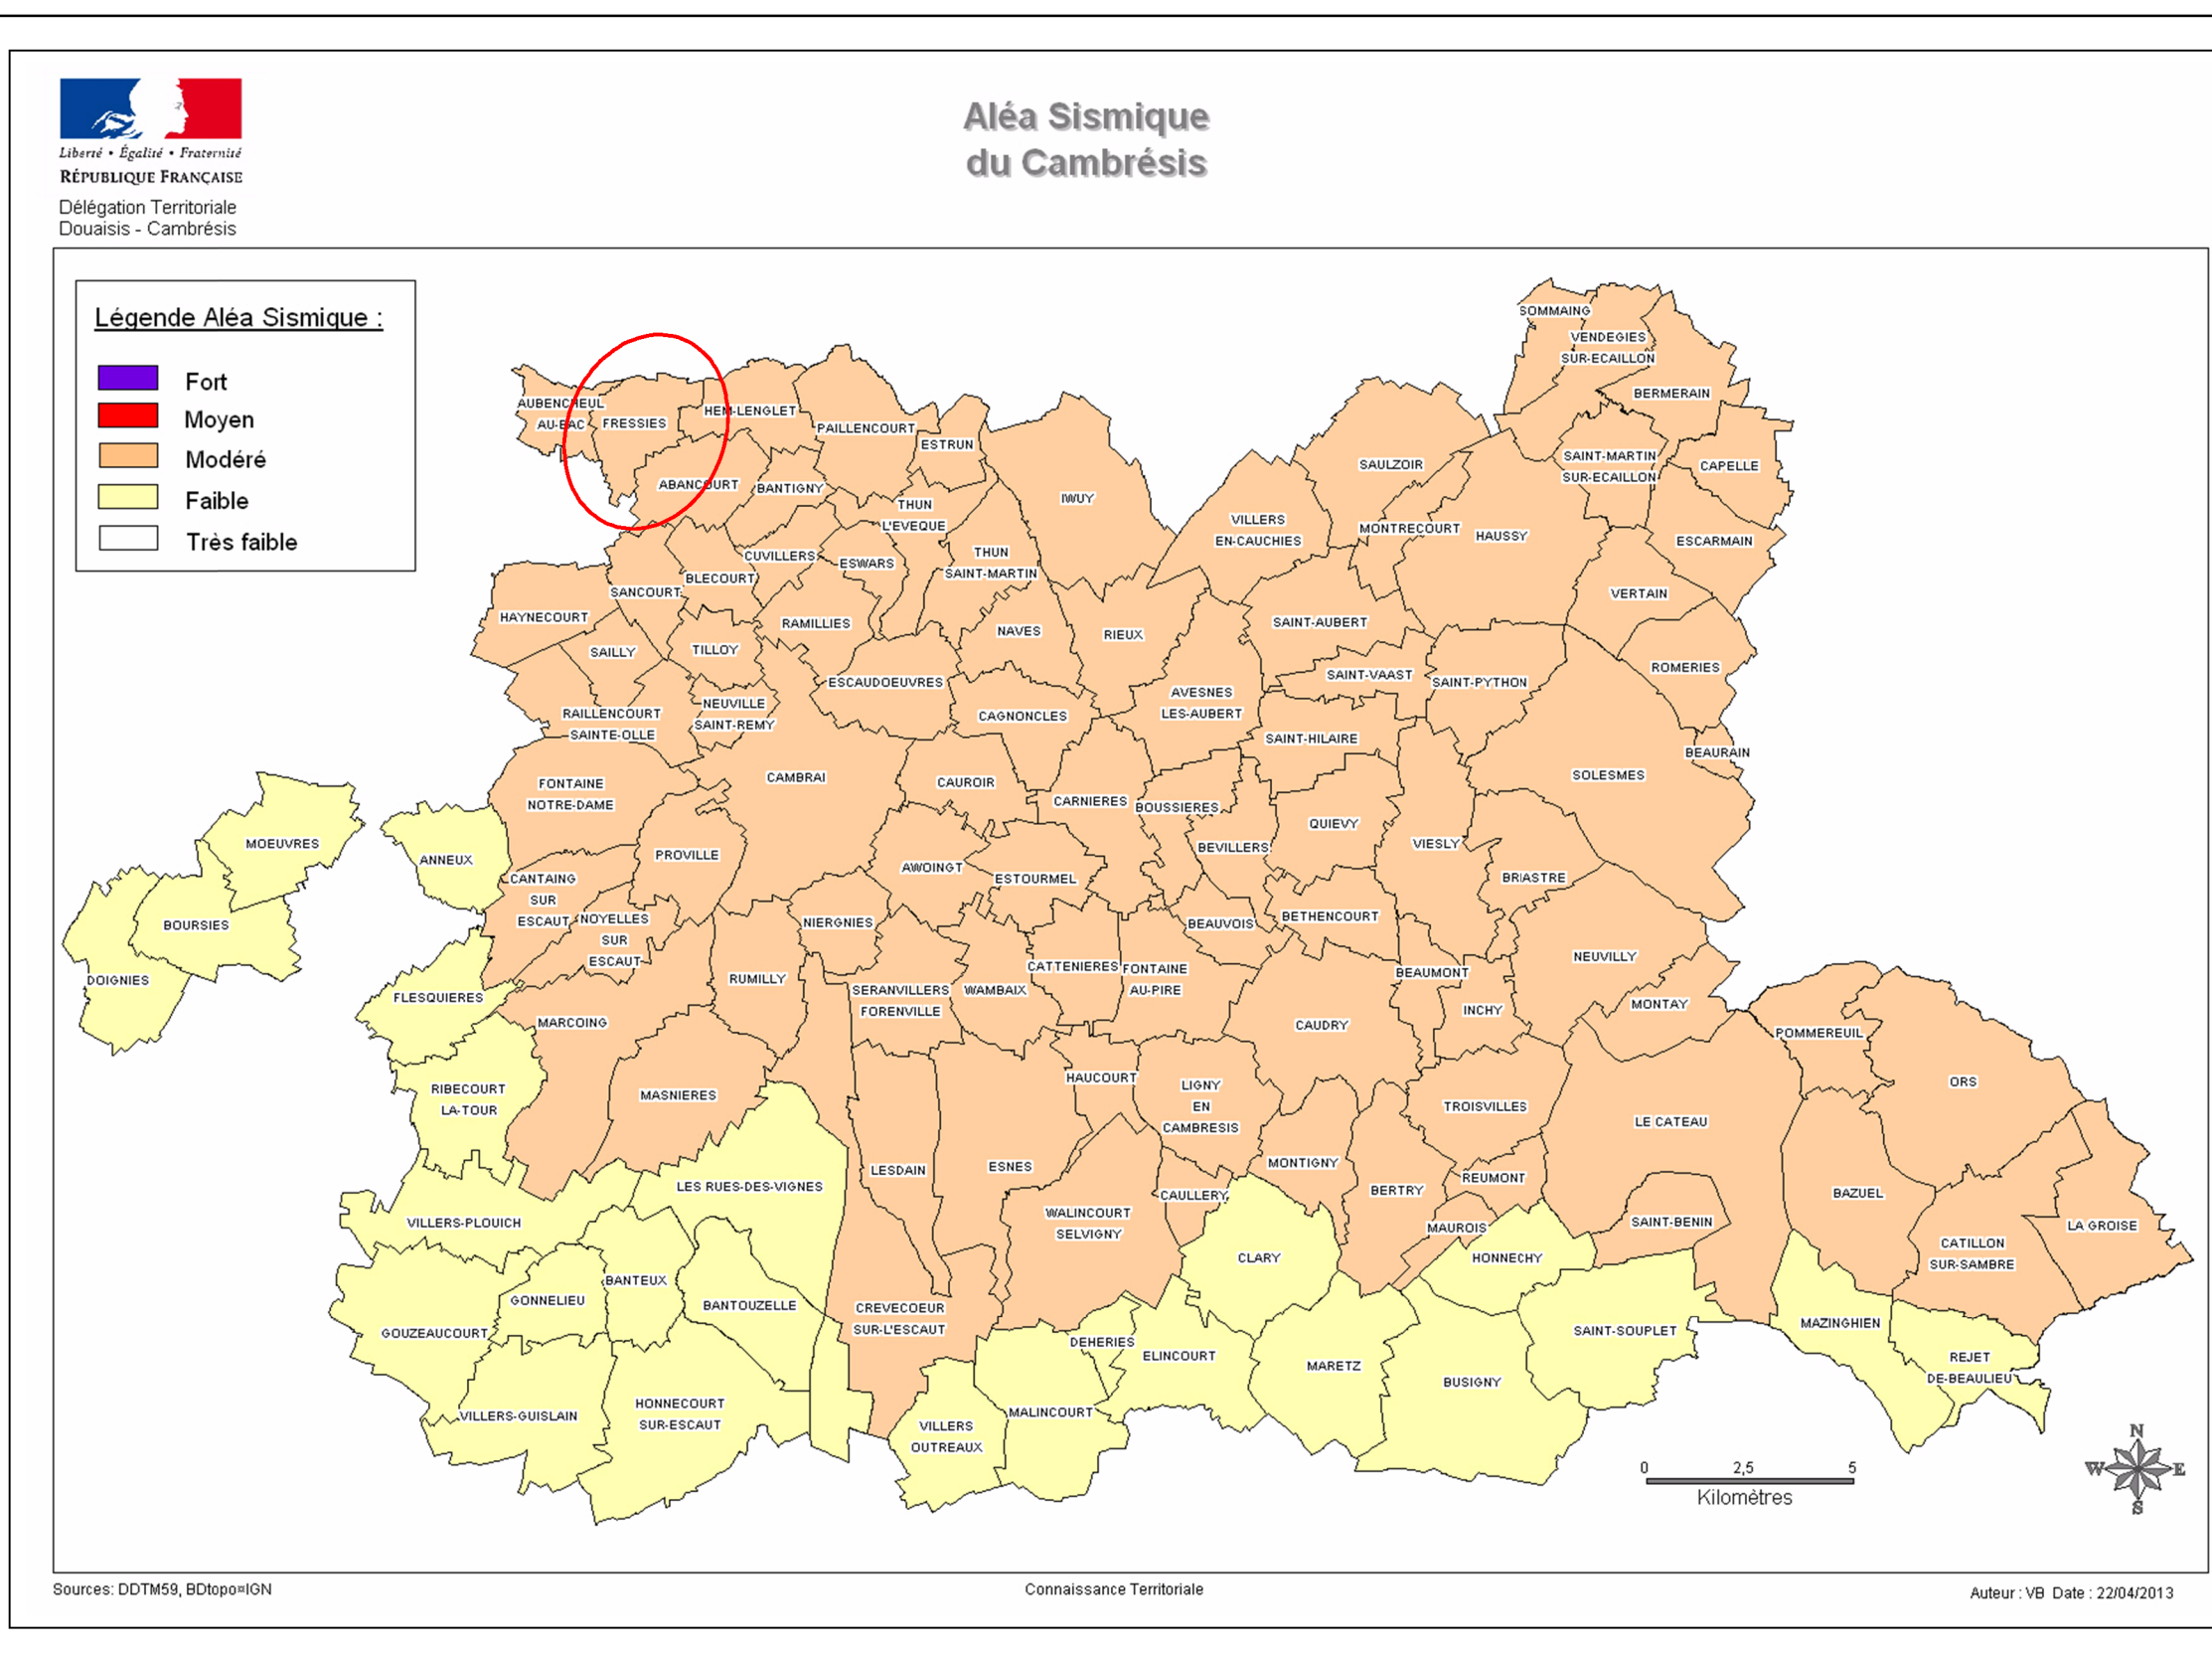 Liberté • Égalité • Fraternité
RÉPUBLIQUE FRANÇAISE
Délégation Territoriale
Douaisis - Cambrésis
Aléa Sismique
du Cambrésis
Légende Aléa Sismique :
Fort
Moyen
Modéré
Faible
Très faible
SOMMAING
VENDEGIES
SUR-ECAILLON
BERMERAIN
AUBENCHEUL
AU-BAC
FRESSIES
HEM-LENGLET
PAILLENCOURT
ESTRUN
ABANCOURT
BANTIGNY
THUN
L'EVEQUE
IWUY
SAULZOIR
SAINT-MARTIN
SUR-ECAILLON
CAPELLE
VILLERS
EN-CAUCHIES
MONTRECOURT
HAUSSY
ESCARMAIN
CUVILLERS
ESWARS
THUN
SAINT-MARTIN
BLECOURT
SANCOURT
VERTAIN
HAYNECOURT
RAMILLIES
NAVES
RIEUX
SAINT-AUBERT
SAILLY
TILLOY
ROMERIES
ESCAUDOEUVRES
SAINT-VAAST
SAINT-PYTHON
RAILLENCOURT
SAINTE-OLLE
NEUVILLE
SAINT-REMY
CAGNONCLES
AVESNES
LES-AUBERT
SAINT-HILAIRE
BEAURAIN
FONTAINE
NOTRE-DAME
CAMBRAI
CAUROIR
CARNIERES
BOUSSIERES
SOLESMES
QUIEVY
VIESLY
BEVILLERS
MOEUVRES
ANNEUX
PROVILLE
AWOINGT
ESTOURMEL
BRIASTRE
CANTAING
SUR
ESCAUT
NOYELLES
SUR
ESCAUT
NIERGNIES
BEAUVOIS
BETHENCOURT
BOURSIES
DOIGNIES
FLESQUIERES
RUMILLY
SERANVILLERS
FORENVILLE
WAMBAIX
CATTENIERES
FONTAINE
AU-PIRE
BEAUMONT
NEUVILLY
MARCOING
CAUDRY
INCHY
MONTAY
POMMEREUIL
RIBECOURT
LA-TOUR
MASNIERES
HAUCOURT
LIGNY
EN
CAMBRESIS
TROISVILLES
LE CATEAU
ORS
LES RUES-DES-VIGNES
LESDAIN
ESNES
MONTIGNY
REUMONT
CAULLERY
BERTRY
BAZUEL
VILLERS-PLOUICH
WALINCOURT
SELVIGNY
MAUROIS
SAINT-BENIN
LA GROISE
CLARY
HONNECHY
CATILLON
SUR-SAMBRE
BANTEUX
GONNELIEU
BANTOUZELLE
CREVECOEUR
SUR-L'ESCAUT
GOUZEAUCOURT
DEHERIES
ELINCOURT
MARETZ
SAINT-SOUPLET
MAZINGHIEN
REJET
DE-BEAULIEU
BUSIGNY
VILLERS-GUISLAIN
HONNECOURT
SUR-ESCAUT
VILLERS
OUTREAUX
MALINCOURT
0 2,5 5
Kilomètres
N
W E
S
Sources: DDTM59, BDtopo¤IGN
Connaissance Territoriale
Auteur : VB Date : 22/04/2013